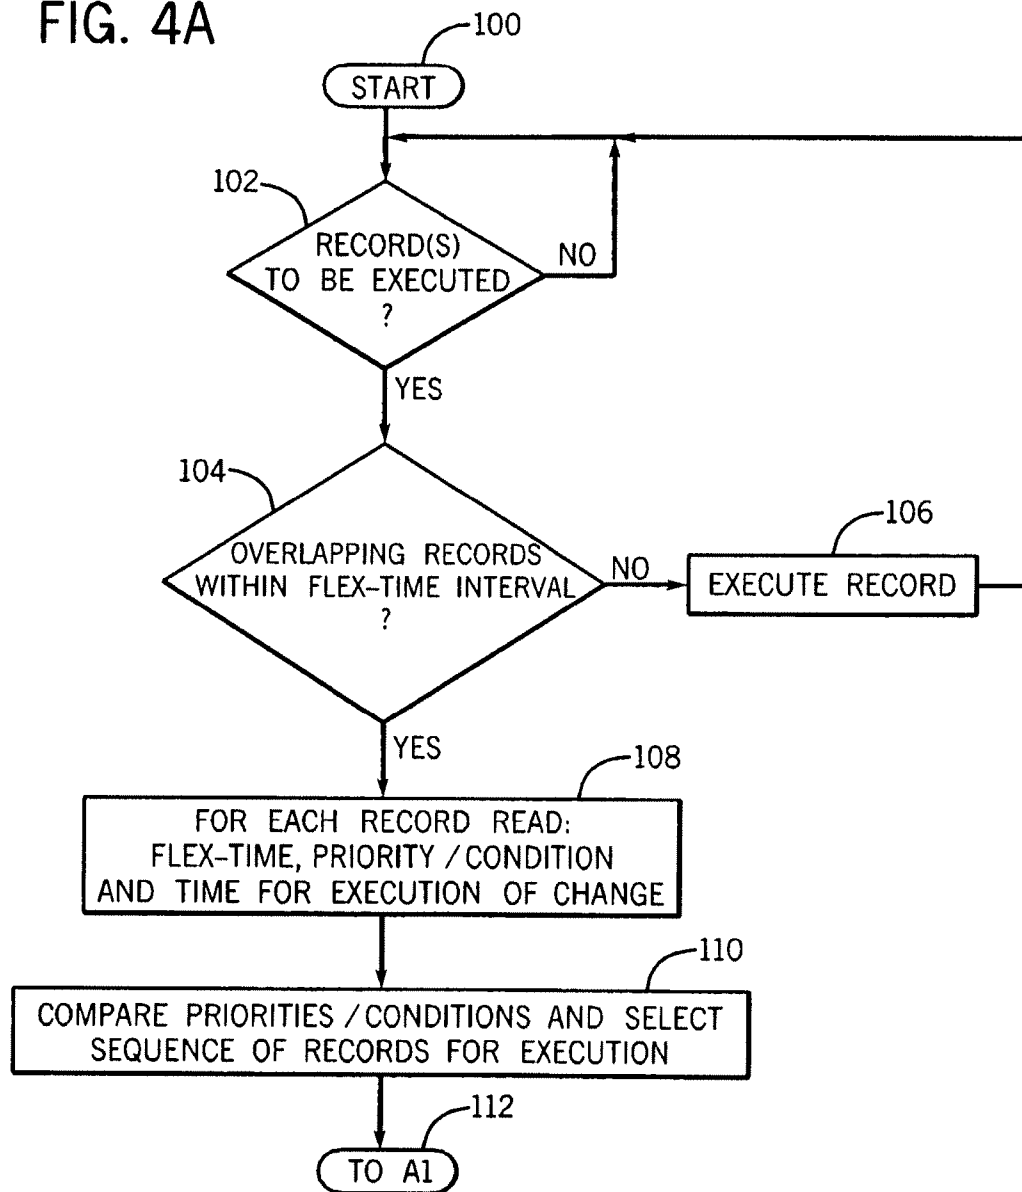 FIG. 4A
100
START
102
RECORD(S)
TO BE EXECUTED
?
NO
YES
104
OVERLAPPING RECORDS
WITHIN FLEX-TIME INTERVAL
?
NO
106
EXECUTE RECORD
YES
108
FOR EACH RECORD READ:
FLEX-TIME, PRIORITY/CONDITION
AND TIME FOR EXECUTION OF CHANGE
110
COMPARE PRIORITIES/CONDITIONS AND SELECT
SEQUENCE OF RECORDS FOR EXECUTION
112
TO A1